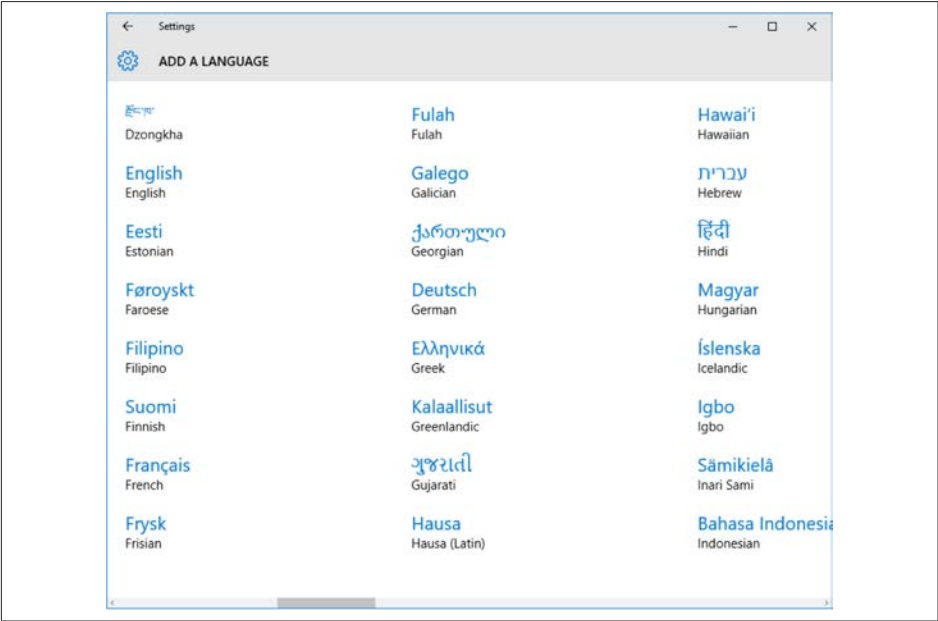 Settings
ADD A LANGUAGE
རྫོང་ཁ་
Dzongkha
English
English
Eesti
Estonian
Føroyskt
Faroese
Filipino
Filipino
Suomi
Finnish
Français
French
Frysk
Frisian
Fulah
Fulah
Galego
Galician
ქართული
Georgian
Deutsch
German
Ελληνικά
Greek
Kalaallisut
Greenlandic
ગુજરાતી
Gujarati
Hausa
Hausa (Latin)
Hawai'i
Hawaiian
עברית
Hebrew
हिंदी
Hindi
Magyar
Hungarian
Íslenska
Icelandic
Igbo
Igbo
Sämikielâ
Inari Sami
Bahasa Indonesia
Indonesian